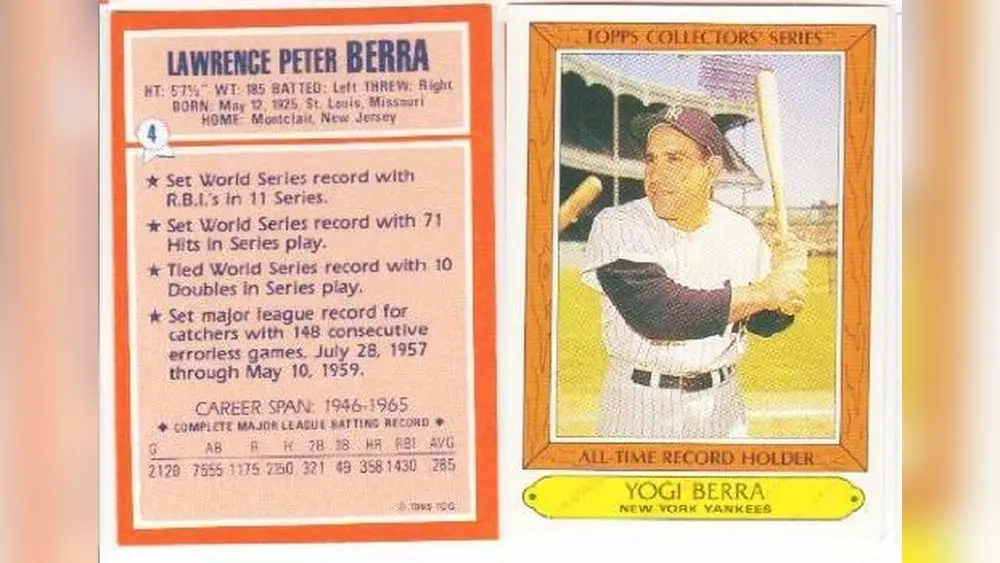 LAWRENCE PETER BERRA
HT: 5'7½" WT: 185 BATTED: Left THREW: Right
BORN: May 12, 1925, St. Louis, Missouri
HOME: Montclair, New Jersey
4
★ Set World Series record with
R.B.I.'s in 11 Series.
★ Set World Series record with 71
Hits in Series play.
★ Tied World Series record with 10
Doubles in Series play.
★ Set major league record for
catchers with 148 consecutive
errorless games, July 28, 1957
through May 10, 1959.
CAREER SPAN: 1946-1965
◆ COMPLETE MAJOR LEAGUE BATTING RECORD ◆
G AB R H 2B 3B HR RBI AVG
2120 7555 1175 2150 321 49 358 1430 285
© 1985 TCG
TOPPS COLLECTORS' SERIES
ALL-TIME RECORD HOLDER
YOGI BERRA
NEW YORK YANKEES